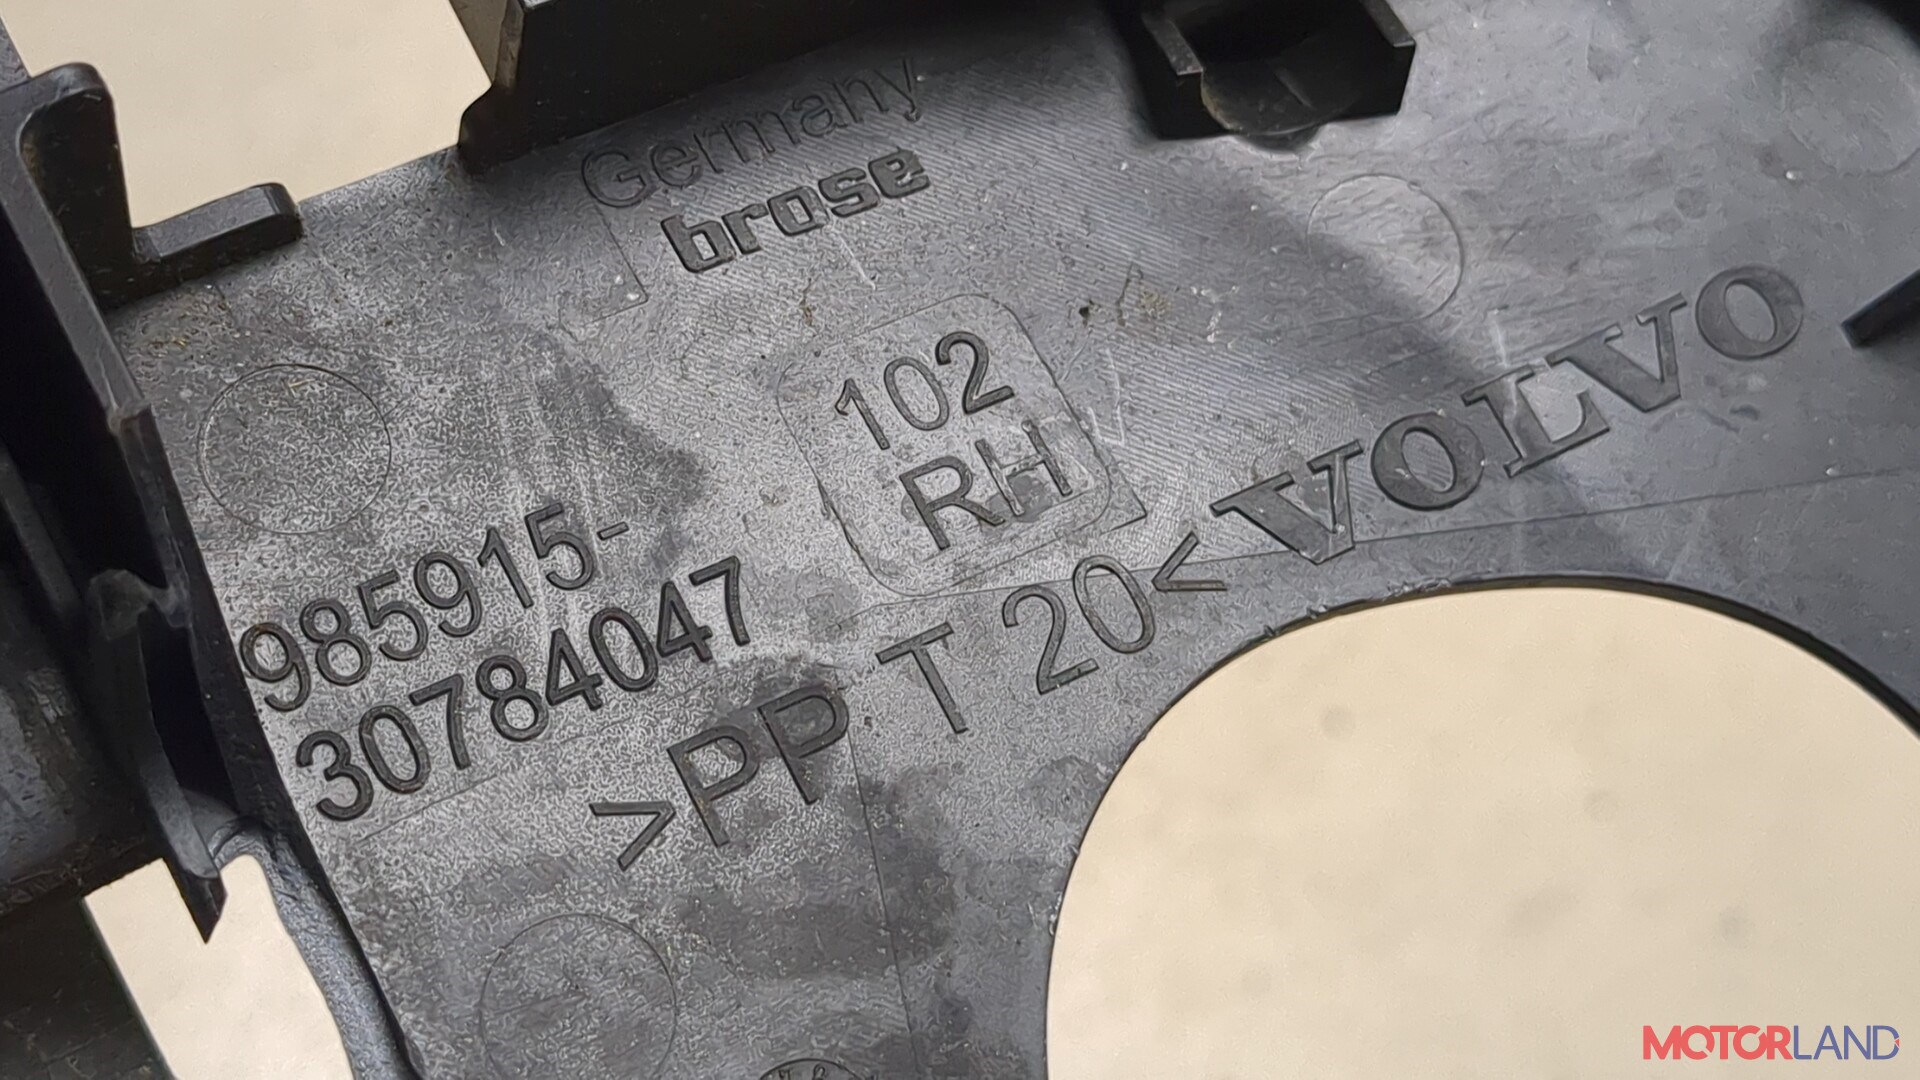 Germany
brose
102
RH
VOLVO
985915-
30784047
>PP T 20<
MOTORLAND